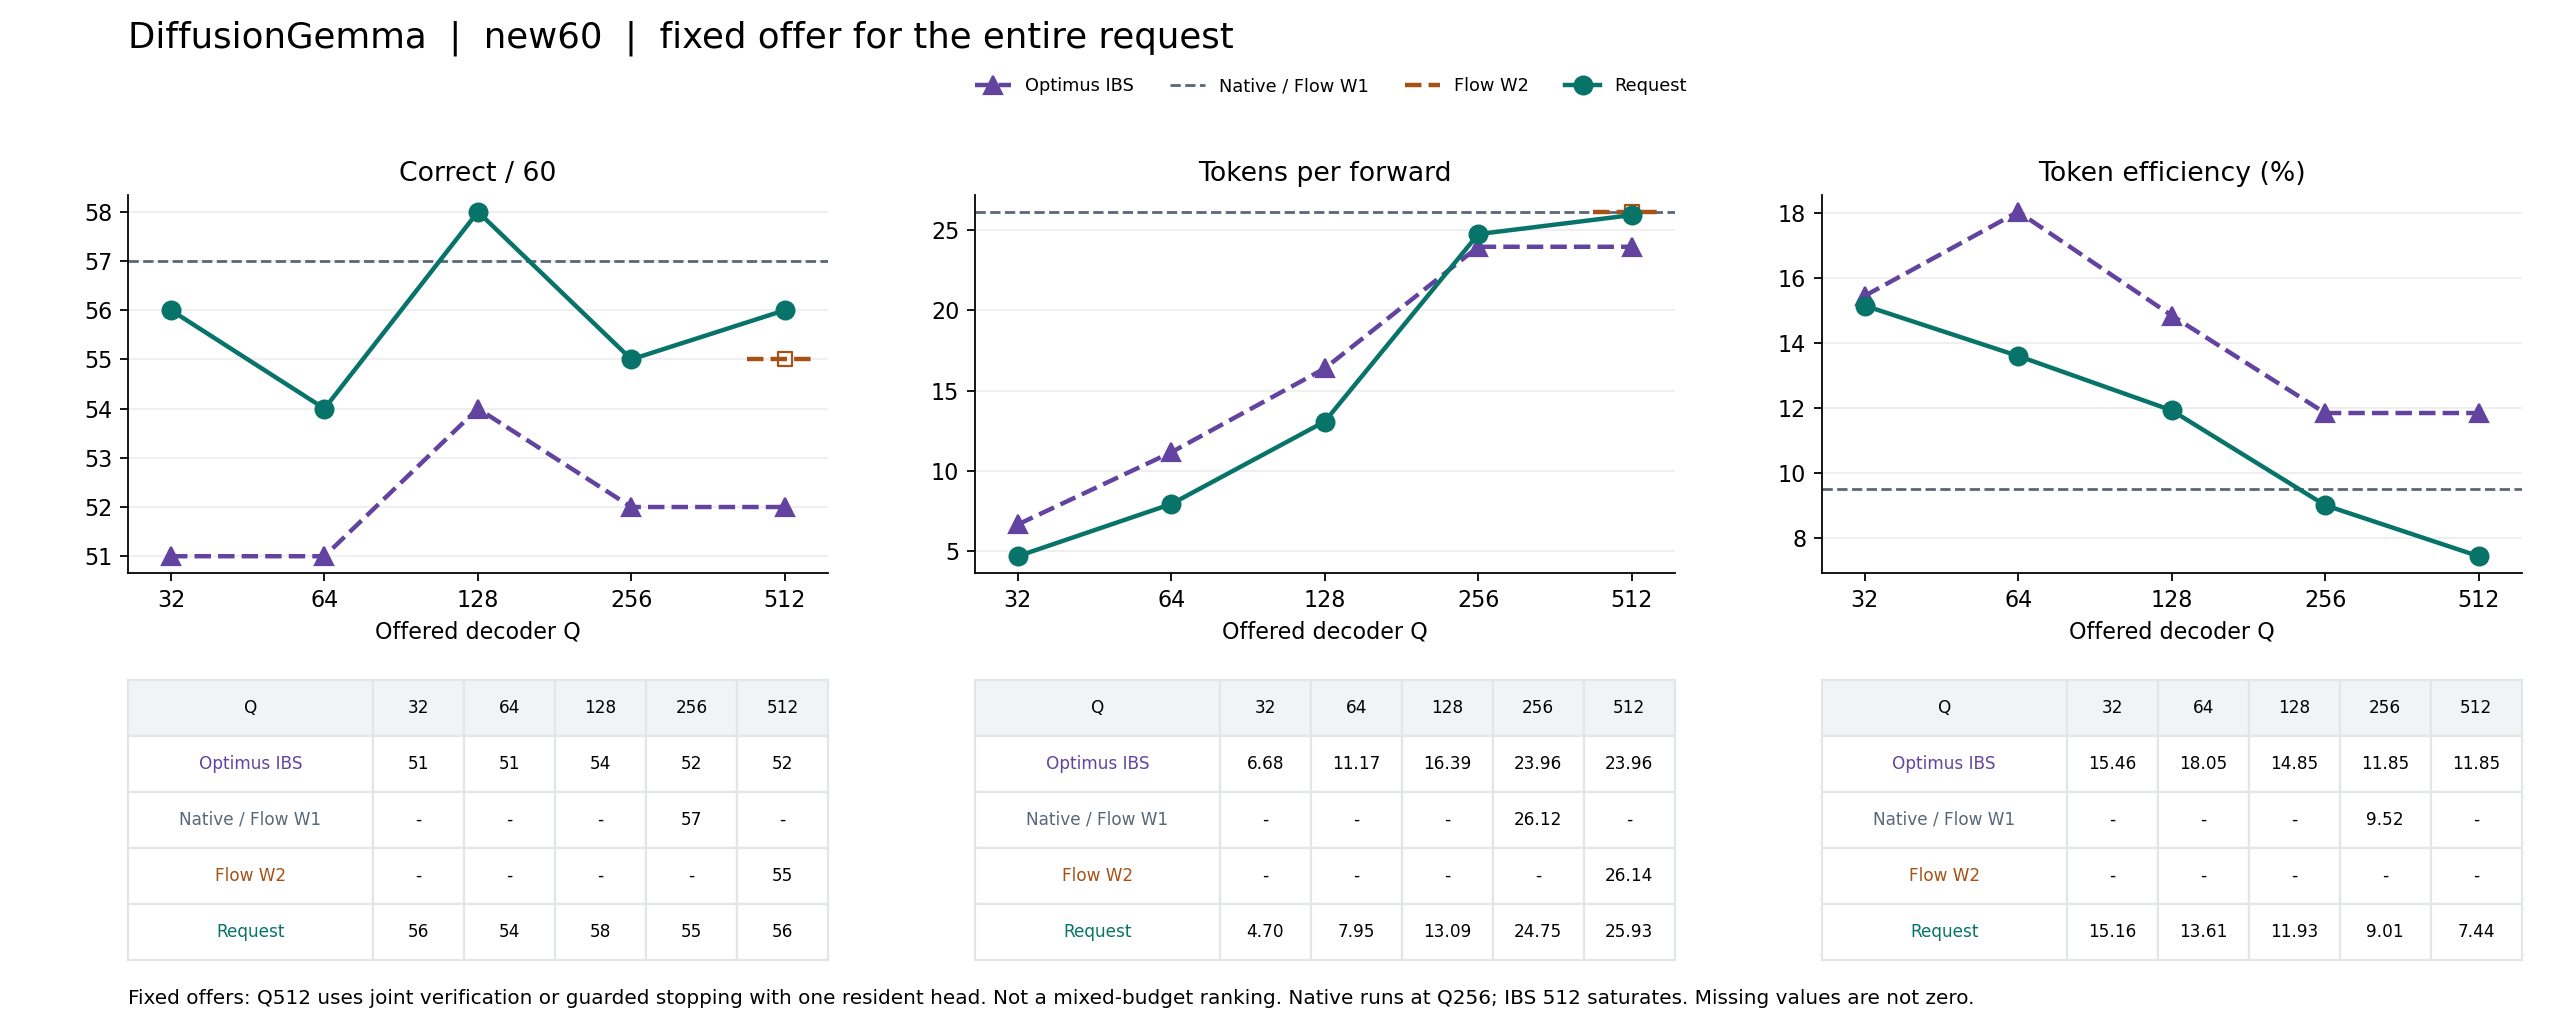 DiffusionGemma | new60 | fixed offer for the entire request
Optimus IBS Native / Flow W1 Flow W2 Request
Correct / 60
58
57
56
55
54
53
52
51
32 64 128 256 512
Offered decoder Q
Tokens per forward
25
20
15
10
5
32 64 128 256 512
Offered decoder Q
Token efficiency (%)
18
16
14
12
10
8
32 64 128 256 512
Offered decoder Q
Q 32 64 128 256 512
Optimus IBS 51 51 54 52 52
Native / Flow W1 - - - 57 -
Flow W2 - - - - 55
Request 56 54 58 55 56
Q 32 64 128 256 512
Optimus IBS 6.68 11.17 16.39 23.96 23.96
Native / Flow W1 - - - 26.12 -
Flow W2 - - - - 26.14
Request 4.70 7.95 13.09 24.75 25.93
Q 32 64 128 256 512
Optimus IBS 15.46 18.05 14.85 11.85 11.85
Native / Flow W1 - - - 9.52 -
Flow W2 - - - - -
Request 15.16 13.61 11.93 9.01 7.44
Fixed offers: Q512 uses joint verification or guarded stopping with one resident head. Not a mixed-budget ranking. Native runs at Q256; IBS 512 saturates. Missing values are not zero.